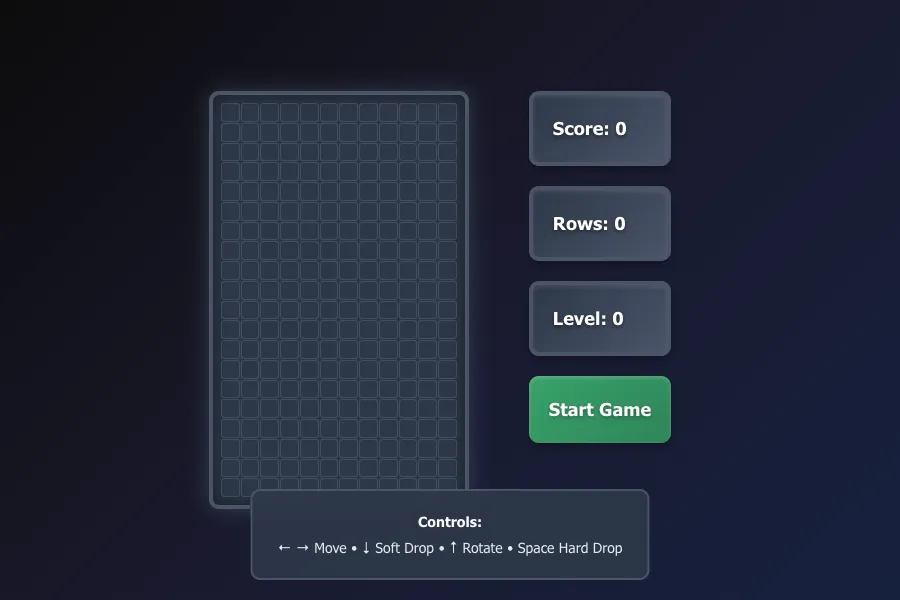 Score: 0
Rows: 0
Level: 0
Start Game
Controls:
← → Move • ↓ Soft Drop • ↑ Rotate • Space Hard Drop